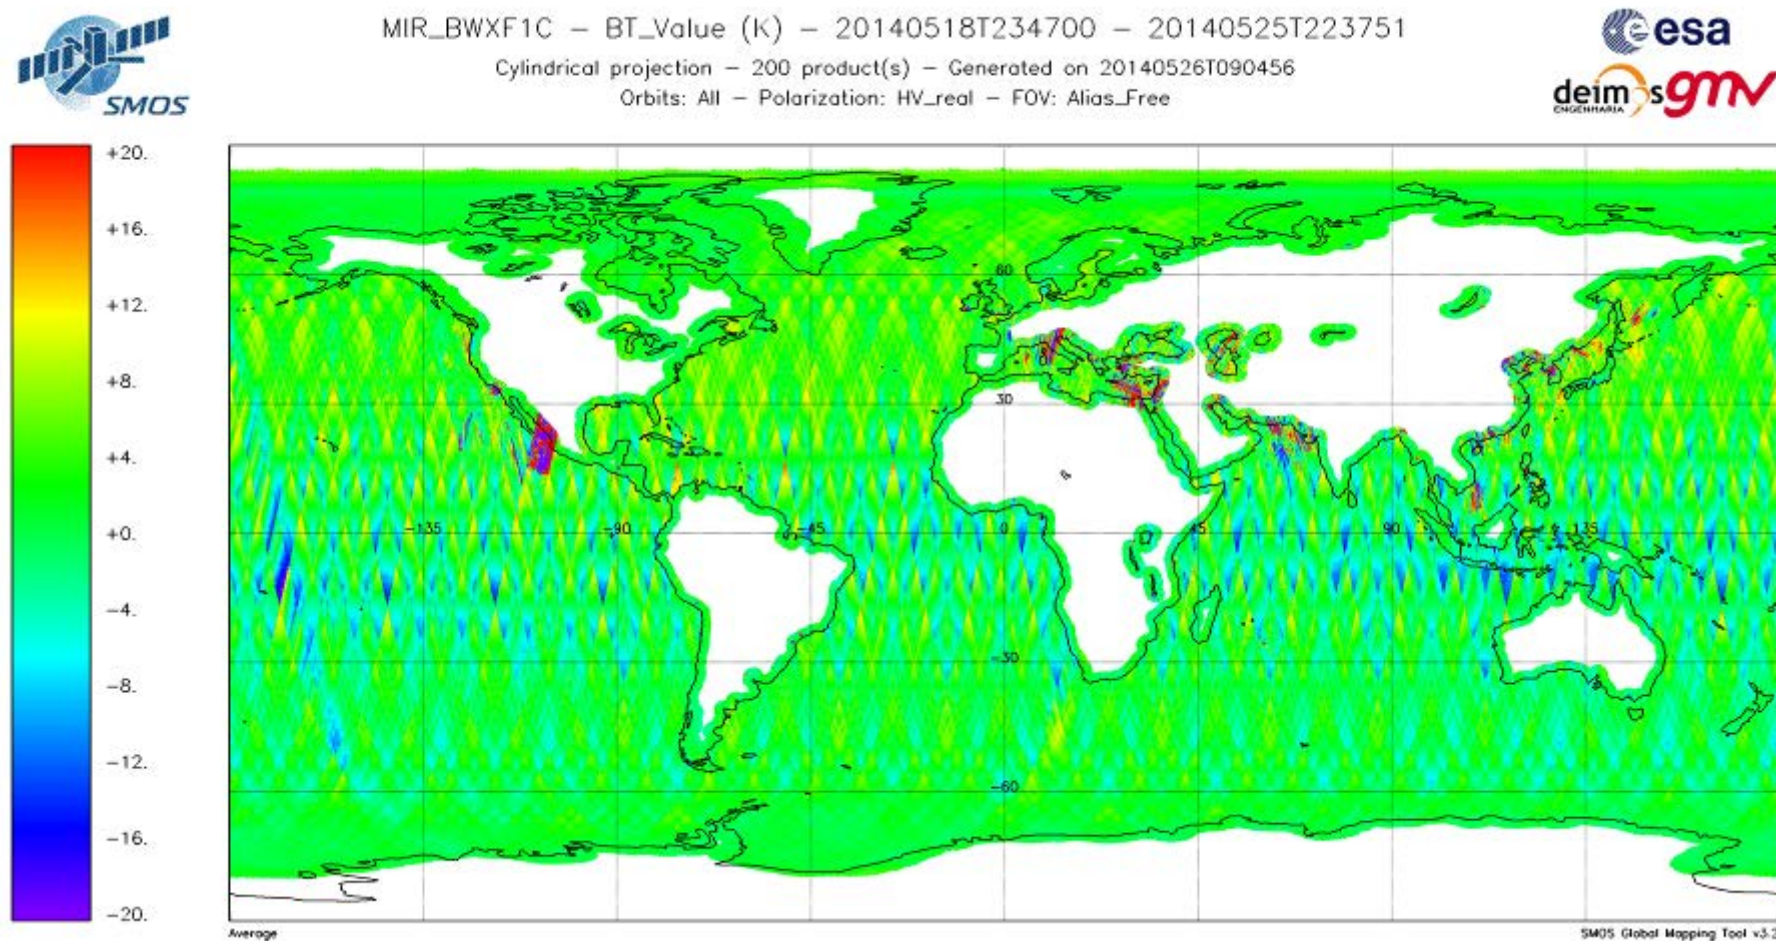 MIR_BWXF1C – BT_Value (K) – 20140518T234700 – 20140525T223751
Cylindrical projection – 200 product(s) – Generated on 20140526T090456
Orbits: All – Polarization: HV_real – FOV: Alias_Free
SMOS
esa
deimos
ENGENHARIA
gmv
+20.
+16.
+12.
+8.
+4.
+0.
−4.
−8.
−12.
−16.
−20.
60
30
−135
−90
−45
0
45
90
135
−30
−60
Average
SMOS Global Mapping Tool